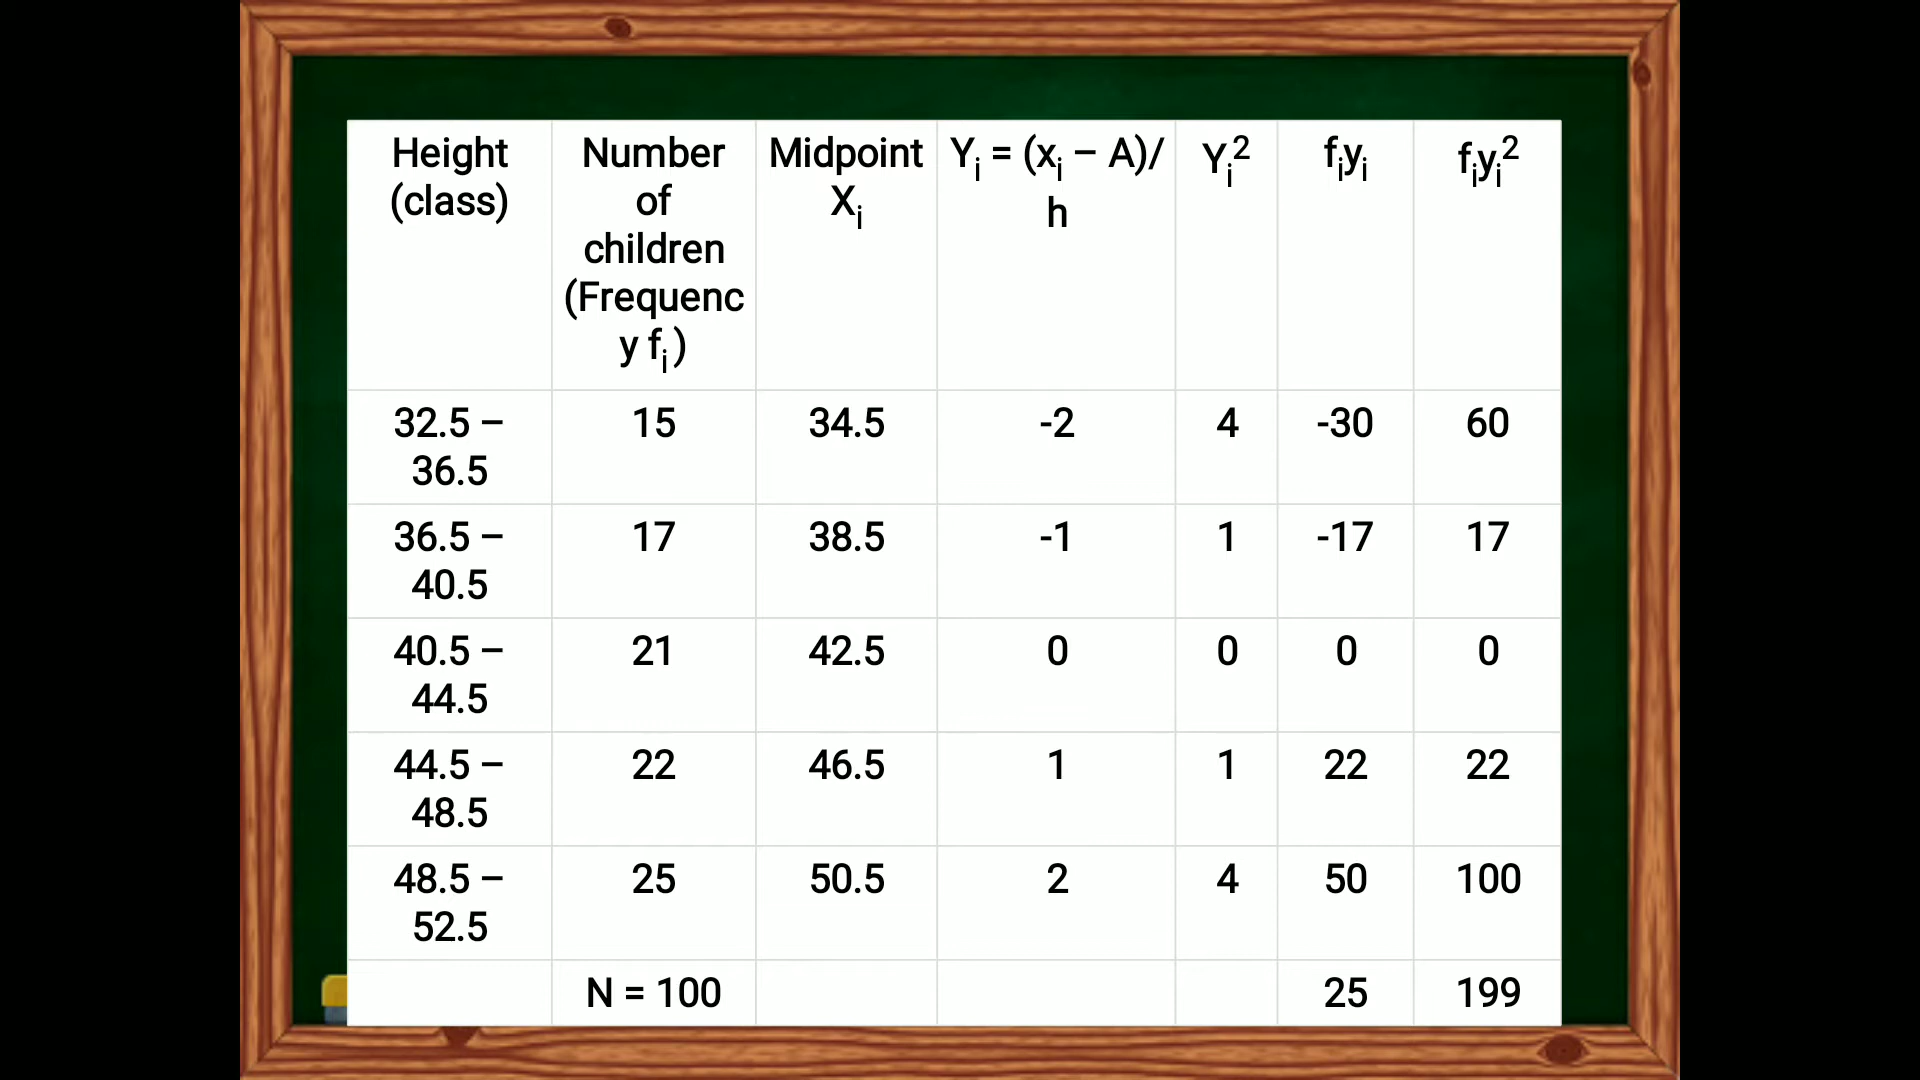 Height (class) | Number of children (Frequency fi) | Midpoint Xi | Yi = (xi – A)/h | Yi² | fiyi | fiyi²
32.5 – 36.5 | 15 | 34.5 | -2 | 4 | -30 | 60
36.5 – 40.5 | 17 | 38.5 | -1 | 1 | -17 | 17
40.5 – 44.5 | 21 | 42.5 | 0 | 0 | 0 | 0
44.5 – 48.5 | 22 | 46.5 | 1 | 1 | 22 | 22
48.5 – 52.5 | 25 | 50.5 | 2 | 4 | 50 | 100
N = 100 | 25 | 199